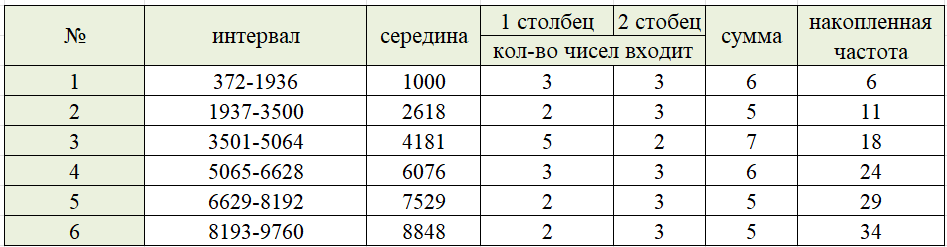 № интервал середина 1 столбец 2 стобец сумма накопленная частота
кол-во чисел входит
1 372-1936 1000 3 3 6 6
2 1937-3500 2618 2 3 5 11
3 3501-5064 4181 5 2 7 18
4 5065-6628 6076 3 3 6 24
5 6629-8192 7529 2 3 5 29
6 8193-9760 8848 2 3 5 34